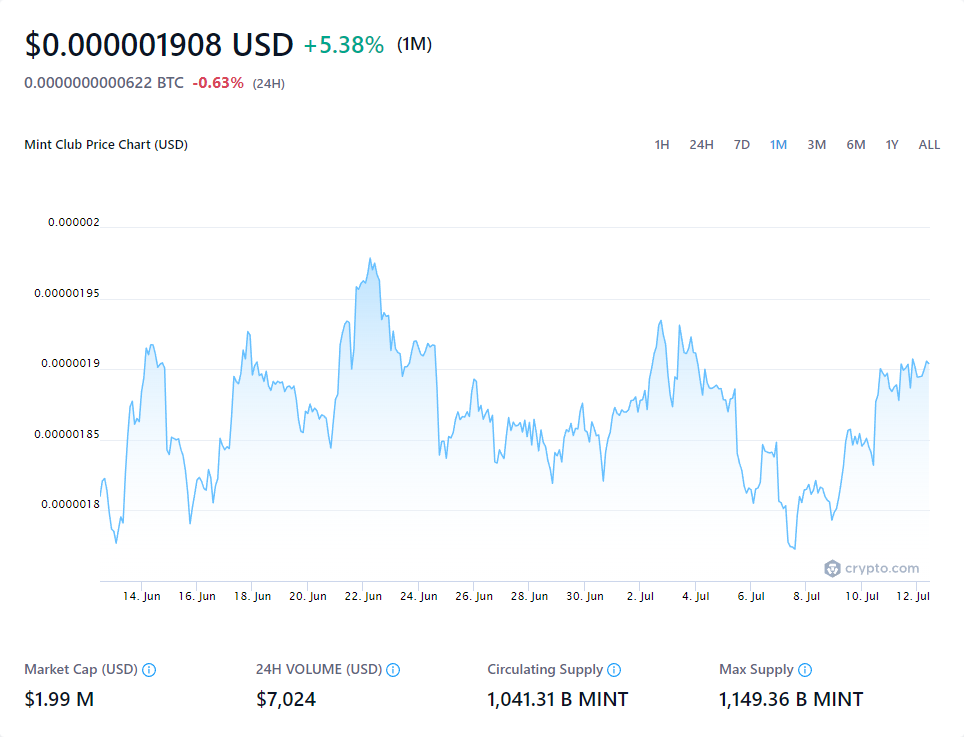 $0.000001908 USD +5.38% (1M)
0.0000000000622 BTC -0.63% (24H)
Mint Club Price Chart (USD) 1H 24H 7D 1M 3M 6M 1Y ALL
0.000002
0.00000195
0.0000019
0.00000185
0.0000018
crypto.com
14. Jun 16. Jun 18. Jun 20. Jun 22. Jun 24. Jun 26. Jun 28. Jun 30. Jun 2. Jul 4. Jul 6. Jul 8. Jul 10. Jul 12. Jul
Market Cap (USD) 24H VOLUME (USD) Circulating Supply Max Supply
$1.99 M $7,024 1,041.31 B MINT 1,149.36 B MINT